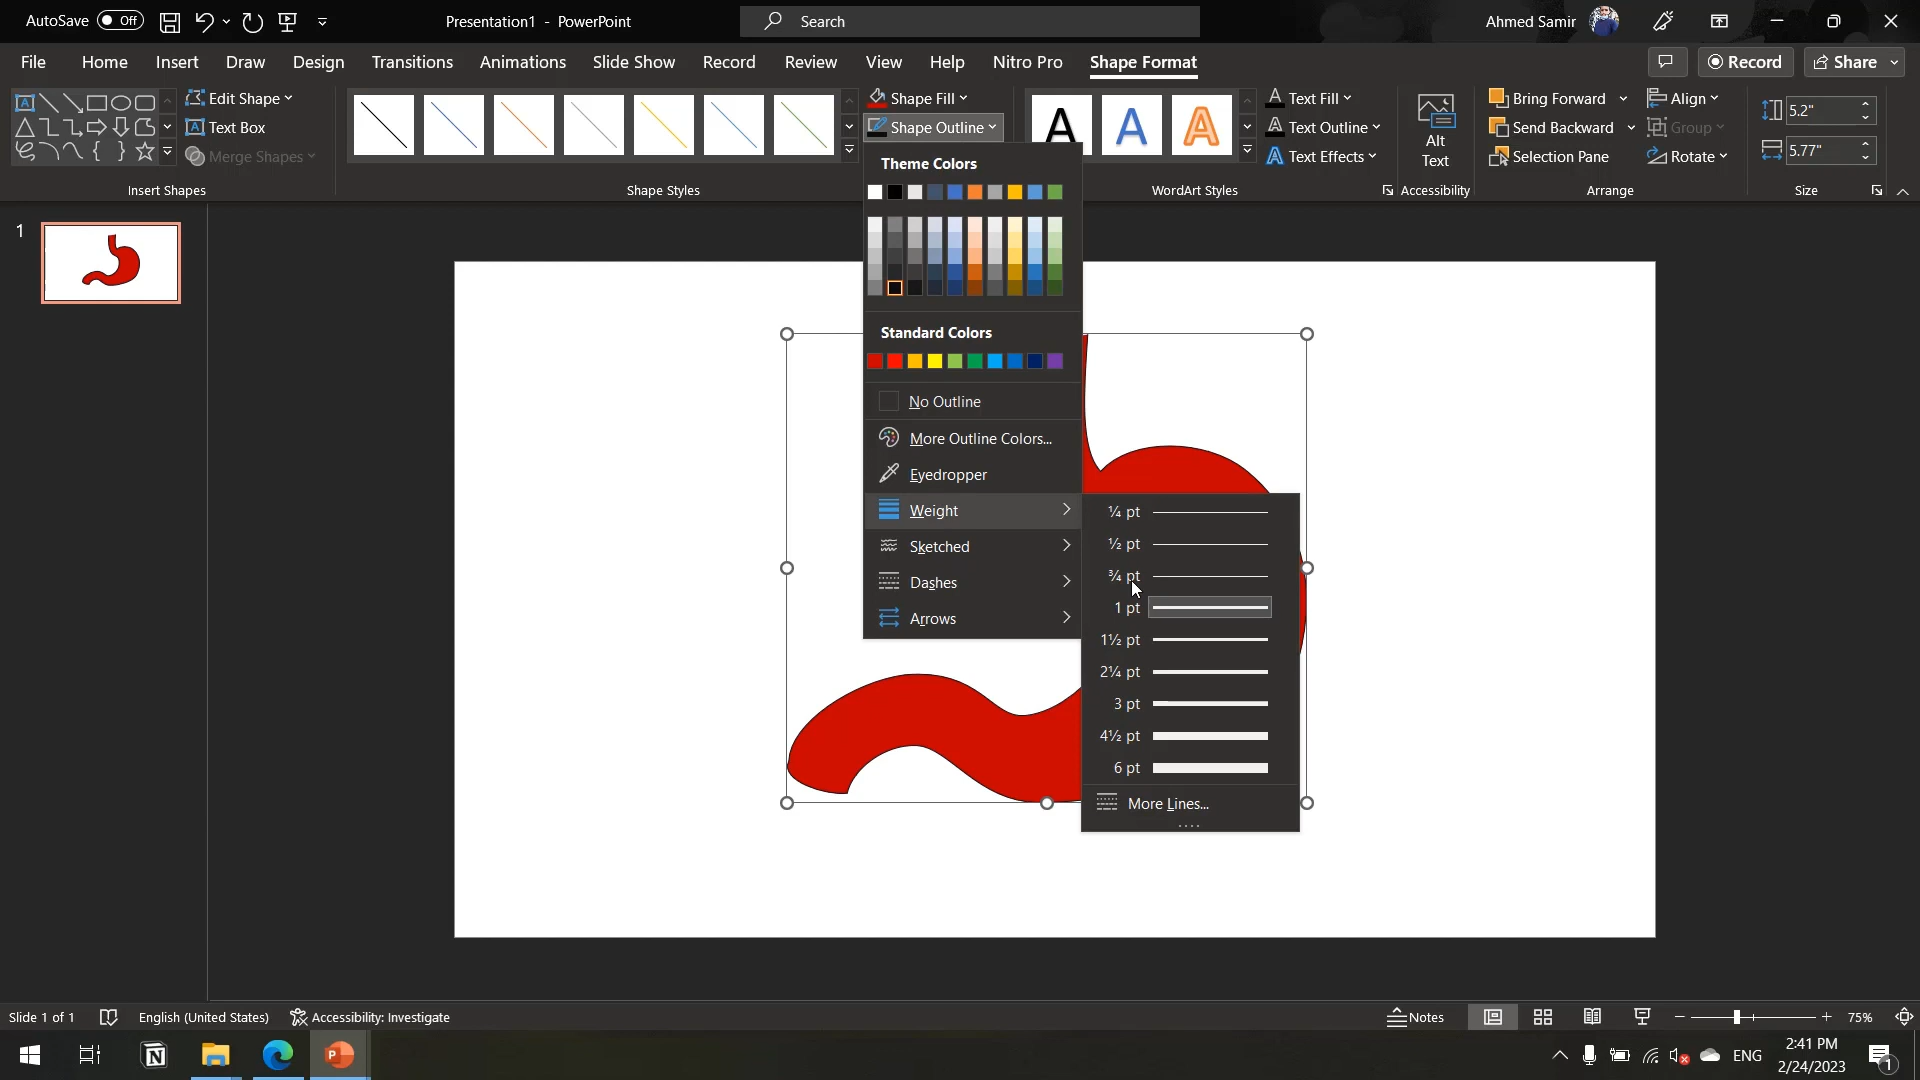 AutoSave Off
Presentation1 - PowerPoint
Search
Ahmed Samir
File Home Insert Draw Design Transitions Animations Slide Show Record Review View Help Nitro Pro Shape Format
Record
Share
Edit Shape
Text Box
Merge Shapes
Insert Shapes
Shape Styles
Shape Fill
Shape Outline
A A A
WordArt Styles
Text Fill
Text Outline
Text Effects
Alt
Text
Accessibility
Bring Forward
Send Backward
Selection Pane
Align
Group
Rotate
Arrange
5.2"
5.77"
Size
Theme Colors
Standard Colors
No Outline
More Outline Colors...
Eyedropper
Weight
Sketched
Dashes
Arrows
¼ pt
½ pt
¾ pt
1 pt
1½ pt
2¼ pt
3 pt
4½ pt
6 pt
More Lines...
1
Slide 1 of 1
English (United States)
Accessibility: Investigate
Notes
75%
ENG
2:41 PM
2/24/2023
1